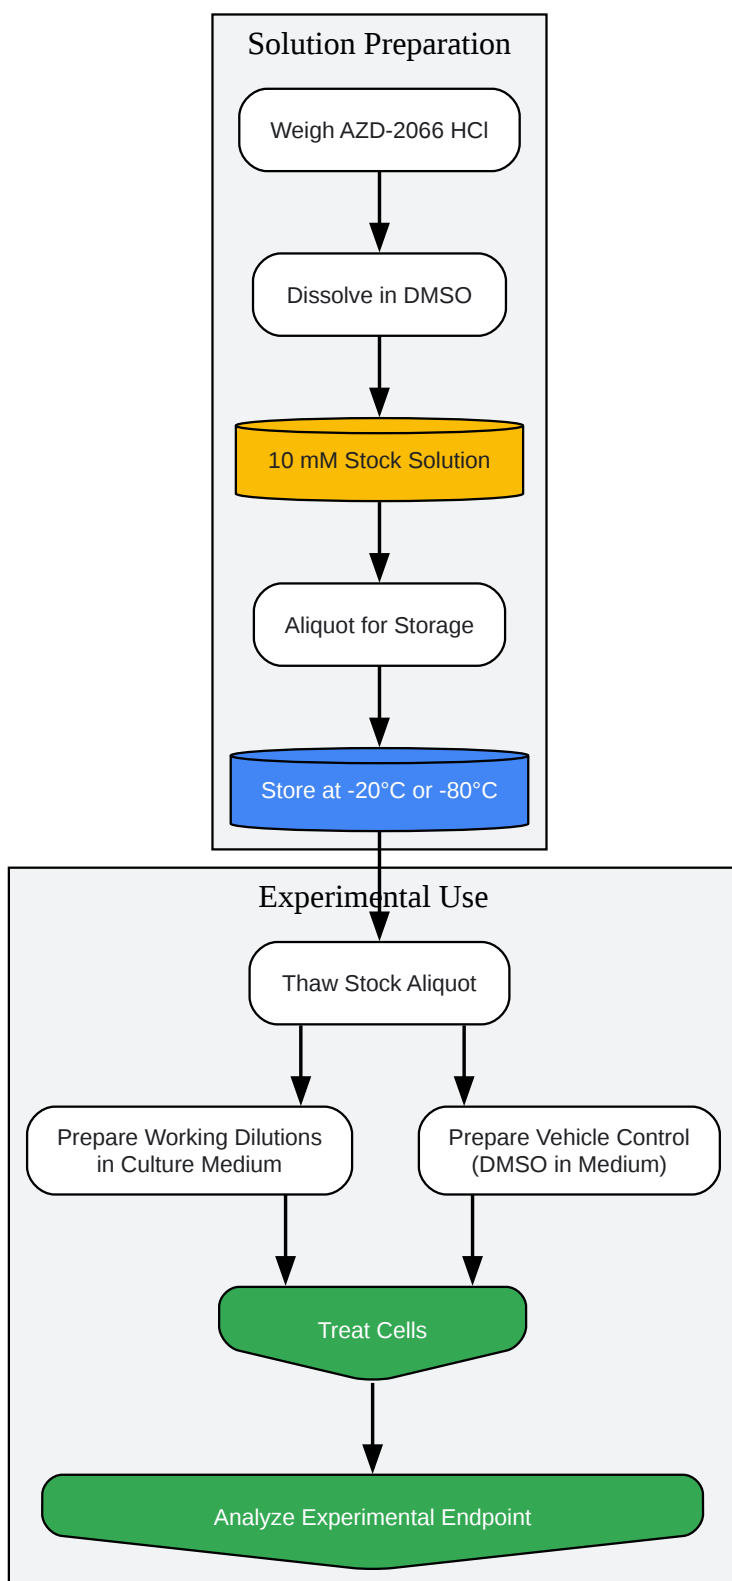 Solution Preparation
Weigh AZD-2066 HCl
Dissolve in DMSO
10 mM Stock Solution
Aliquot for Storage
Store at -20°C or -80°C
Experimental Use
Thaw Stock Aliquot
Prepare Working Dilutions
in Culture Medium
Prepare Vehicle Control
(DMSO in Medium)
Treat Cells
Analyze Experimental Endpoint